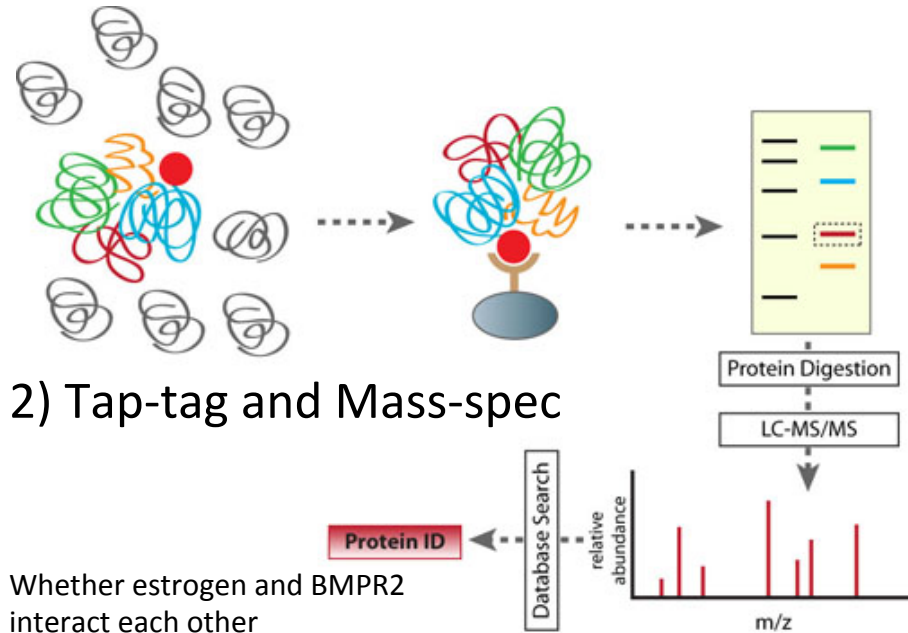 2) Tap-tag and Mass-spec
Protein Digestion
LC-MS/MS
relative
abundance
m/z
Database Search
Protein ID
Whether estrogen and BMPR2
interact each other